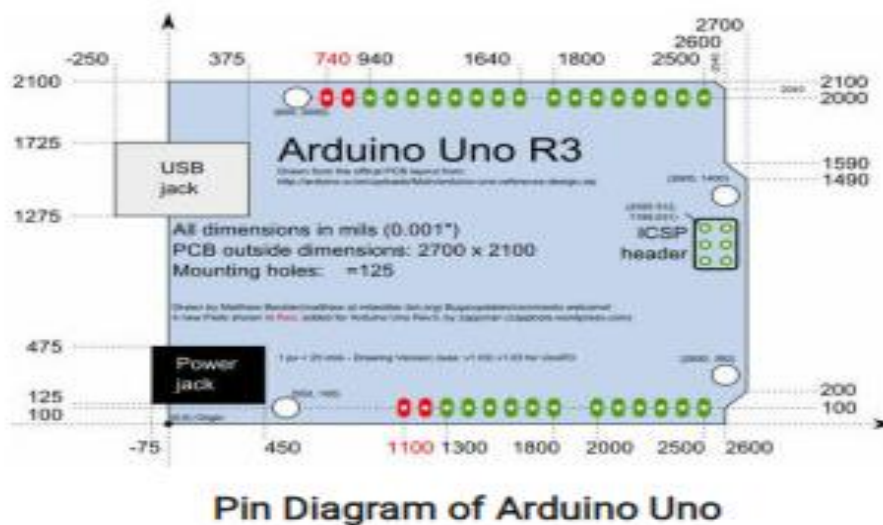 2700
2600
-250 375 740 940 1640 1800 2500
2100 2100
2000
1725
Arduino Uno R3
USB
jack
1590
1490
1275
All dimensions in mils (0.001")
PCB outside dimensions: 2700 x 2100
Mounting holes: =125
ICSP
header
475
Power
jack
125
100
200
100
-75 450 1100 1300 1800 2000 2500 2600
Pin Diagram of Arduino Uno